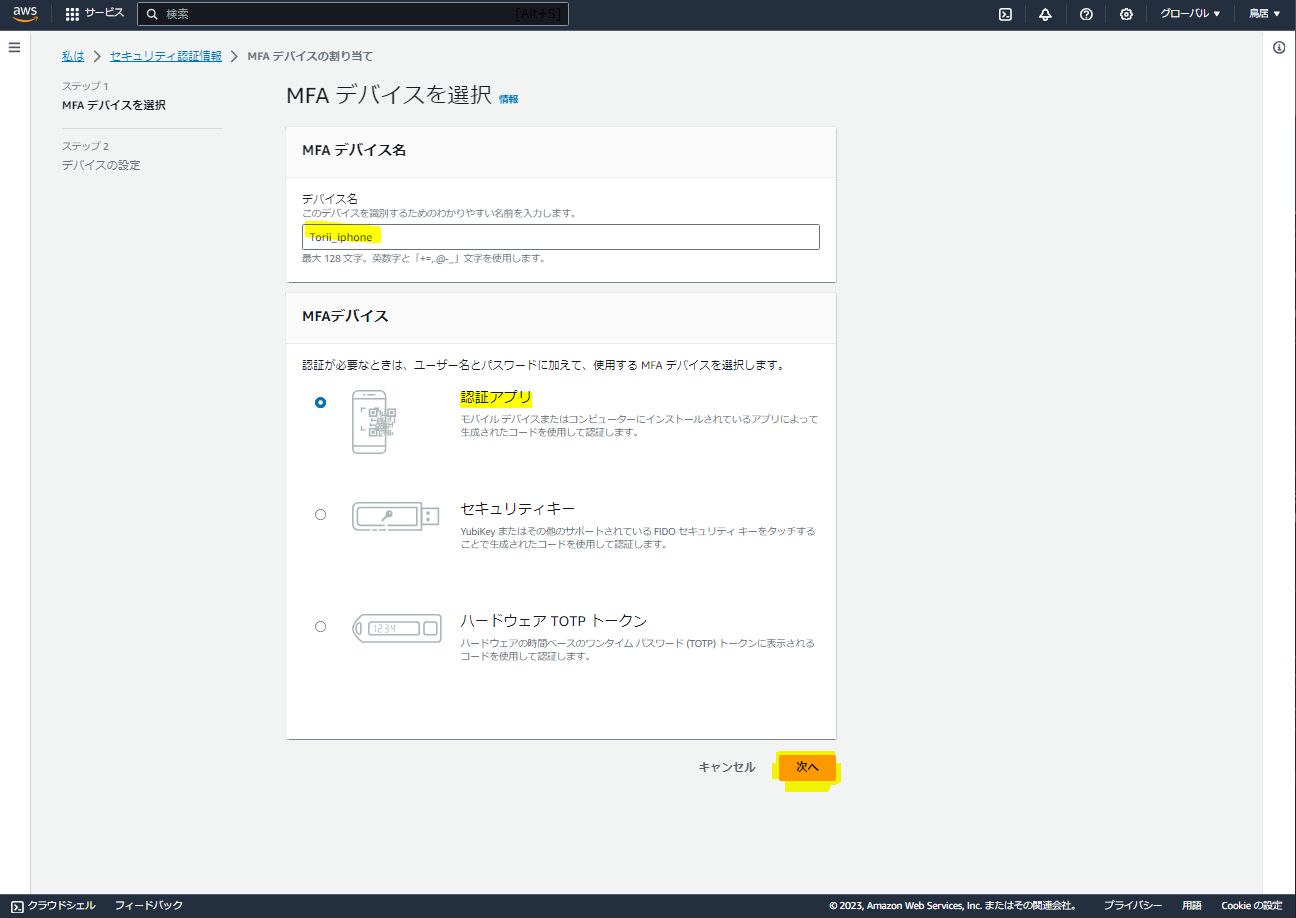 aws
サービス
検索
[Alt+S]
グローバル ▼
鳥居 ▼
私は > セキュリティ認証情報 > MFA デバイスの割り当て
ステップ 1
MFA デバイスを選択
ステップ 2
デバイスの設定
MFA デバイスを選択 情報
MFA デバイス名
デバイス名
このデバイスを識別するためのわかりやすい名前を入力します。
Torii_iphone
最大 128 文字。英数字と「+=,.@-_」文字を使用します。
MFAデバイス
認証が必要なときは、ユーザー名とパスワードに加えて、使用する MFA デバイスを選択します。
認証アプリ
モバイル デバイスまたはコンピューターにインストールされているアプリによって
生成されたコードを使用して認証します。
セキュリティキー
YubiKey またはその他のサポートされている FIDO セキュリティ キーをタッチする
ことで生成されたコードを使用して認証します。
1234
ハードウェア TOTP トークン
ハードウェアの時間ベースのワンタイム パスワード (TOTP) トークンに表示される
コードを使用して認証します。
キャンセル
次へ
クラウドシェル
フィードバック
© 2023, Amazon Web Services, Inc. またはその関連会社。
プライバシー
用語
Cookie の設定